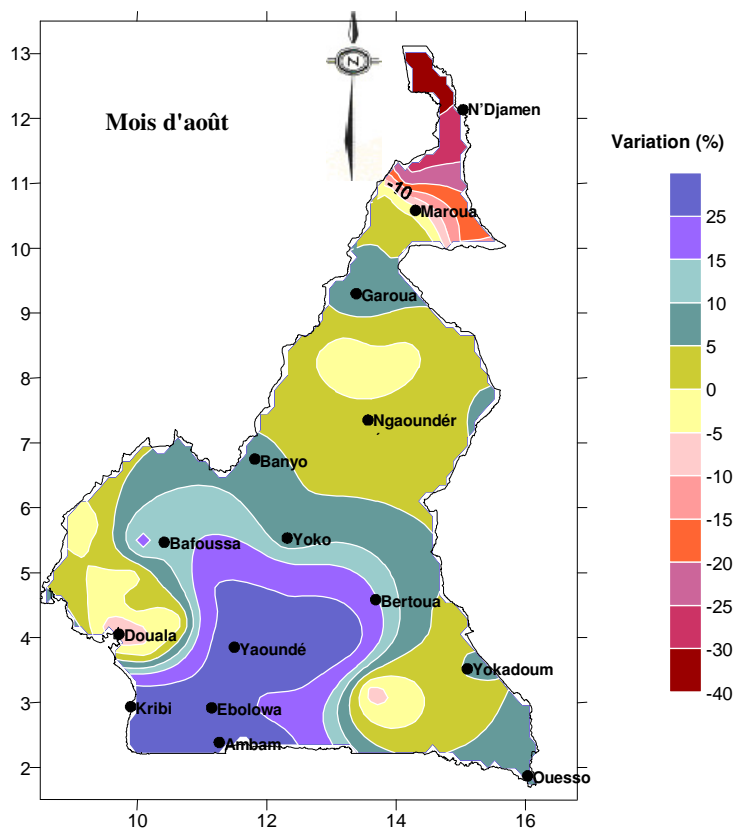 13
12
11
10
9
8
7
6
5
4
3
2
10
12
14
16
Mois d'août
N
N'Djamen
-10
Maroua
Garoua
Ngaoundér
Banyo
Bafoussa
Yoko
Bertoua
Douala
Yaoundé
Yokadoum
Kribi
Ebolowa
Ambam
Ouesso
Variation (%)
25
15
10
5
0
-5
-10
-15
-20
-25
-30
-40